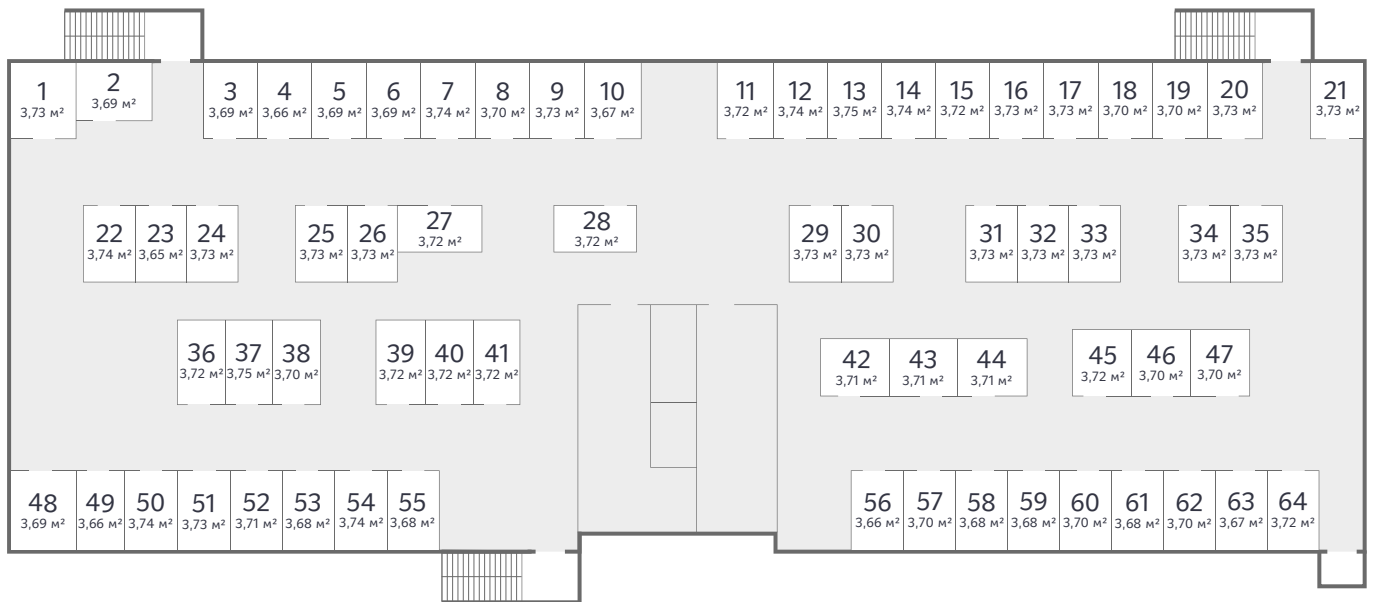 1
3,73 м²
2
3,69 м²
3
3,69 м²
4
3,66 м²
5
3,69 м²
6
3,69 м²
7
3,74 м²
8
3,70 м²
9
3,73 м²
10
3,67 м²
11
3,72 м²
12
3,74 м²
13
3,75 м²
14
3,74 м²
15
3,72 м²
16
3,73 м²
17
3,73 м²
18
3,70 м²
19
3,70 м²
20
3,73 м²
21
3,73 м²
22
3,74 м²
23
3,65 м²
24
3,73 м²
25
3,73 м²
26
3,73 м²
27
3,72 м²
28
3,72 м²
29
3,73 м²
30
3,73 м²
31
3,73 м²
32
3,73 м²
33
3,73 м²
34
3,73 м²
35
3,73 м²
36
3,72 м²
37
3,75 м²
38
3,70 м²
39
3,72 м²
40
3,72 м²
41
3,72 м²
42
3,71 м²
43
3,71 м²
44
3,71 м²
45
3,72 м²
46
3,70 м²
47
3,70 м²
48
3,69 м²
49
3,66 м²
50
3,74 м²
51
3,73 м²
52
3,71 м²
53
3,68 м²
54
3,74 м²
55
3,68 м²
56
3,66 м²
57
3,70 м²
58
3,68 м²
59
3,68 м²
60
3,70 м²
61
3,68 м²
62
3,70 м²
63
3,67 м²
64
3,72 м²